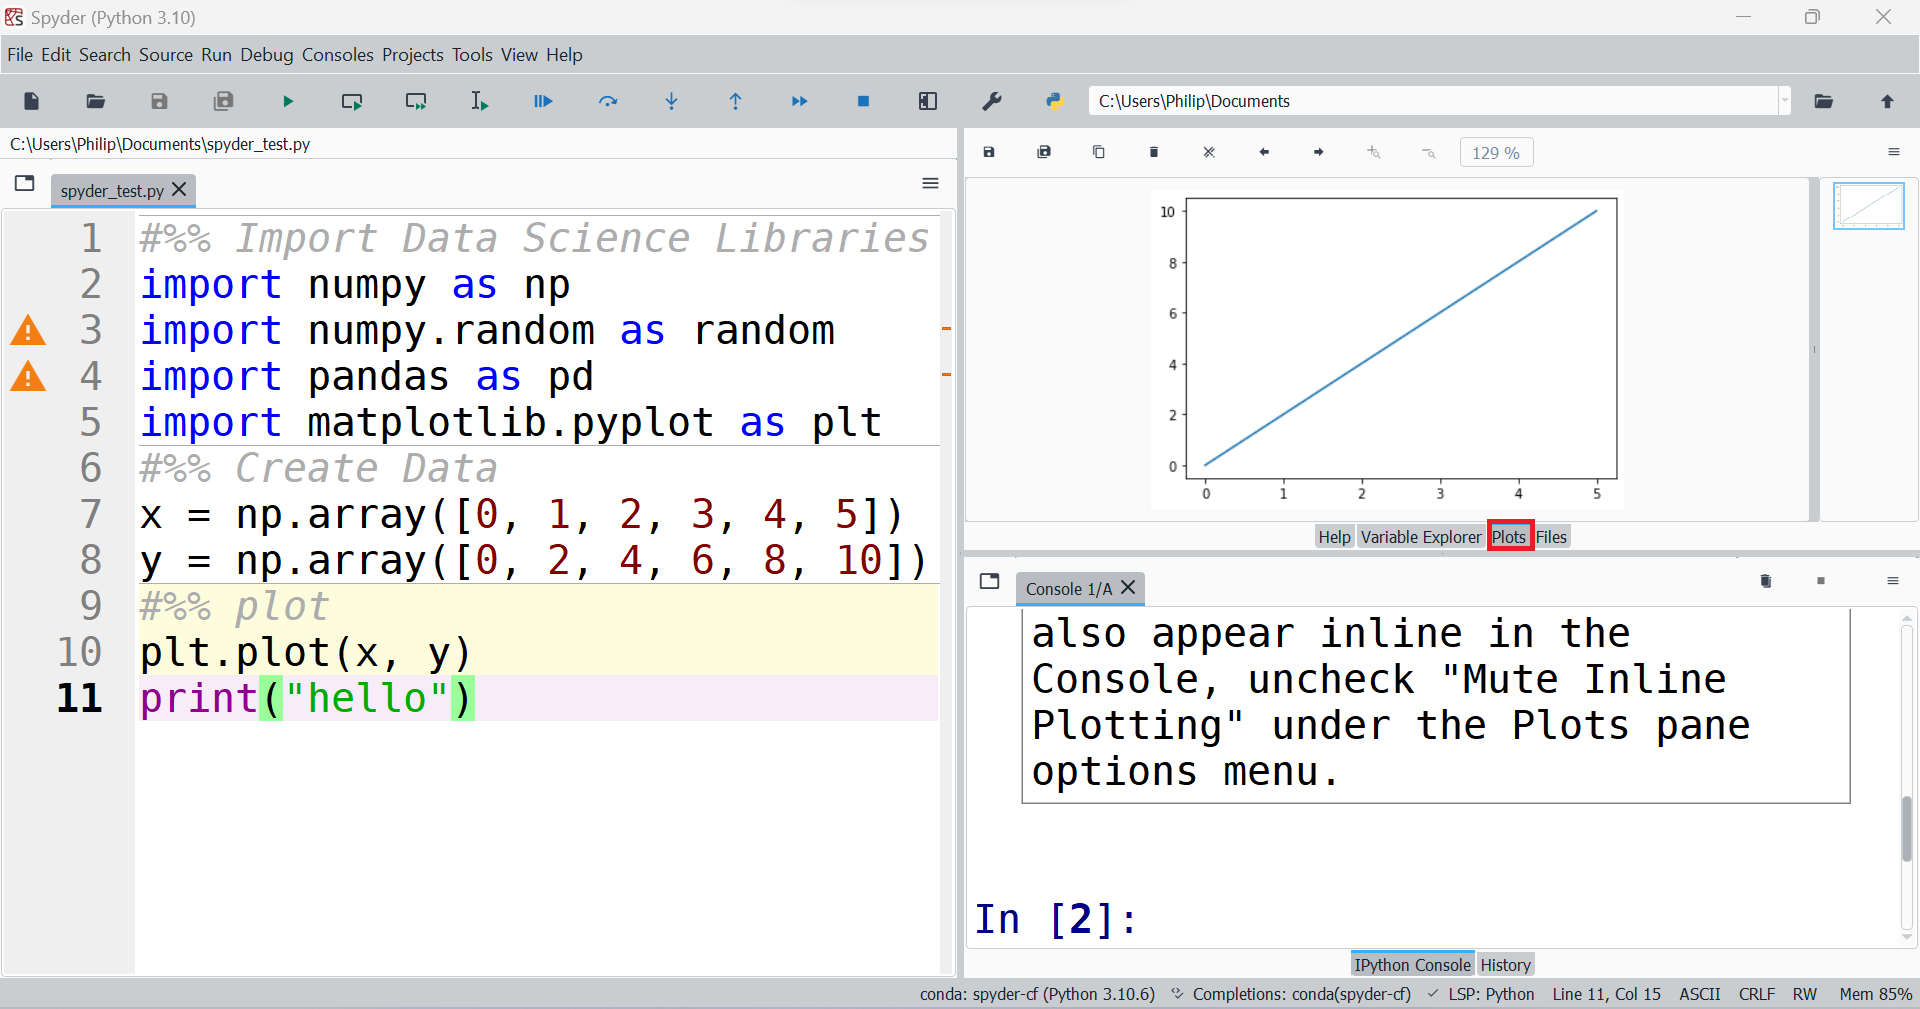 Spyder (Python 3.10)
File Edit Search Source Run Debug Consoles Projects Tools View Help
C:\Users\Philip\Documents
C:\Users\Philip\Documents\spyder_test.py
spyder_test.py
1 #%% Import Data Science Libraries
2 import numpy as np
3 import numpy.random as random
4 import pandas as pd
5 import matplotlib.pyplot as plt
6 #%% Create Data
7 x = np.array([0, 1, 2, 3, 4, 5])
8 y = np.array([0, 2, 4, 6, 8, 10])
9 #%% plot
10 plt.plot(x, y)
11 print("hello")
129 %
10
8
6
4
2
0
0 1 2 3 4 5
Help Variable Explorer Plots Files
Console 1/A
also appear inline in the
Console, uncheck "Mute Inline
Plotting" under the Plots pane
options menu.
In [2]:
IPython Console History
conda: spyder-cf (Python 3.10.6) Completions: conda(spyder-cf) LSP: Python Line 11, Col 15 ASCII CRLF RW Mem 85%